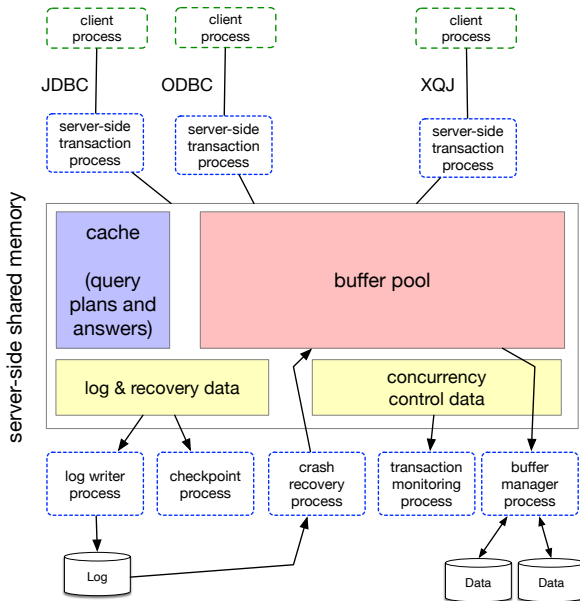 client
process
client
process
client
process
JDBC
ODBC
XQJ
server-side
transaction
process
server-side
transaction
process
server-side
transaction
process
server-side shared memory
cache
(query
plans and
answers)
buffer pool
log & recovery data
concurrency
control data
log writer
process
checkpoint
process
crash
recovery
process
transaction
monitoring
process
buffer
manager
process
Log
Data
Data